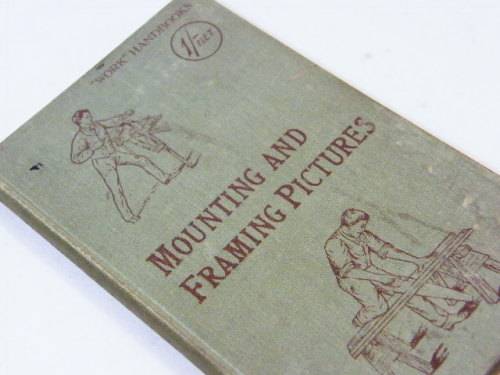 "WORK" HANDBOOKS
1/- NET
MOUNTING AND
FRAMING PICTURES